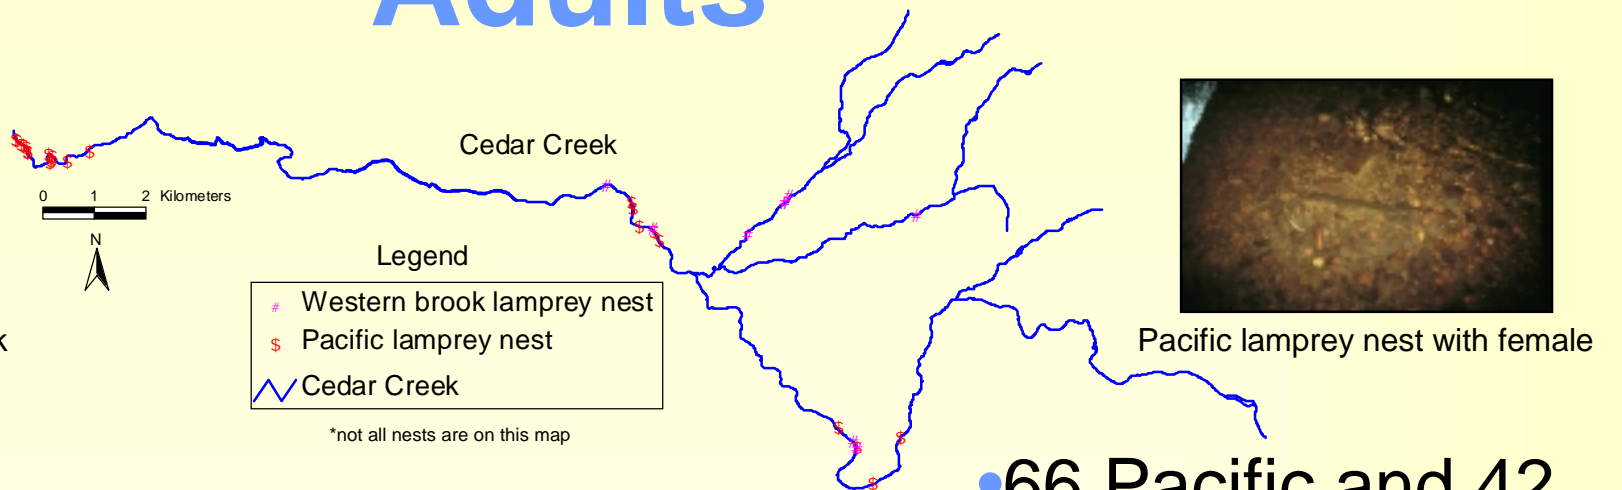 Adults
Cedar Creek
0 1 2 Kilometers
N
Legend
# Western brook lamprey nest
$ Pacific lamprey nest
Cedar Creek
*not all nests are on this map
k
Pacific lamprey nest with female
•66 Pacific and 42